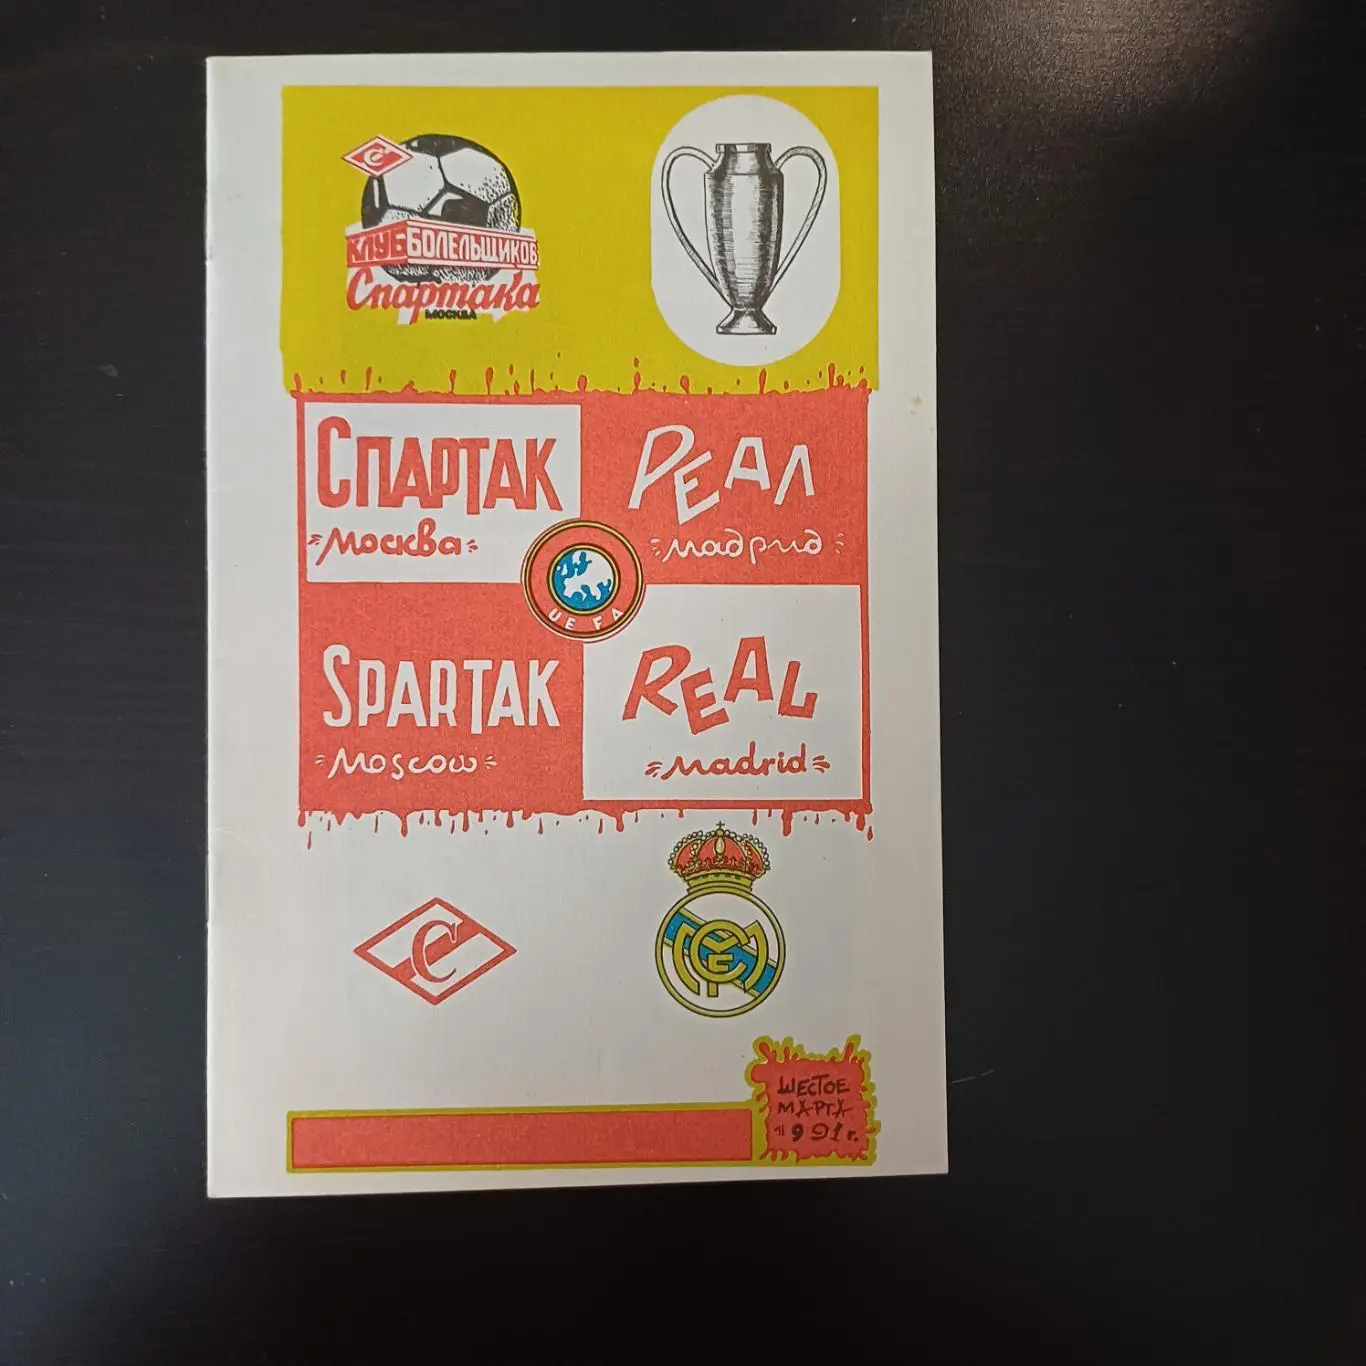 С
КЛУБ БОЛЕЛЬЩИКОВ
Спартака
МОСКВА
СПАРТАК
Москва
РЕАЛ
Мадрид
UEFA
SPARTAK
Moscow
REAL
Madrid
С
ШЕСТОЕ
МАРТА
1991 г.